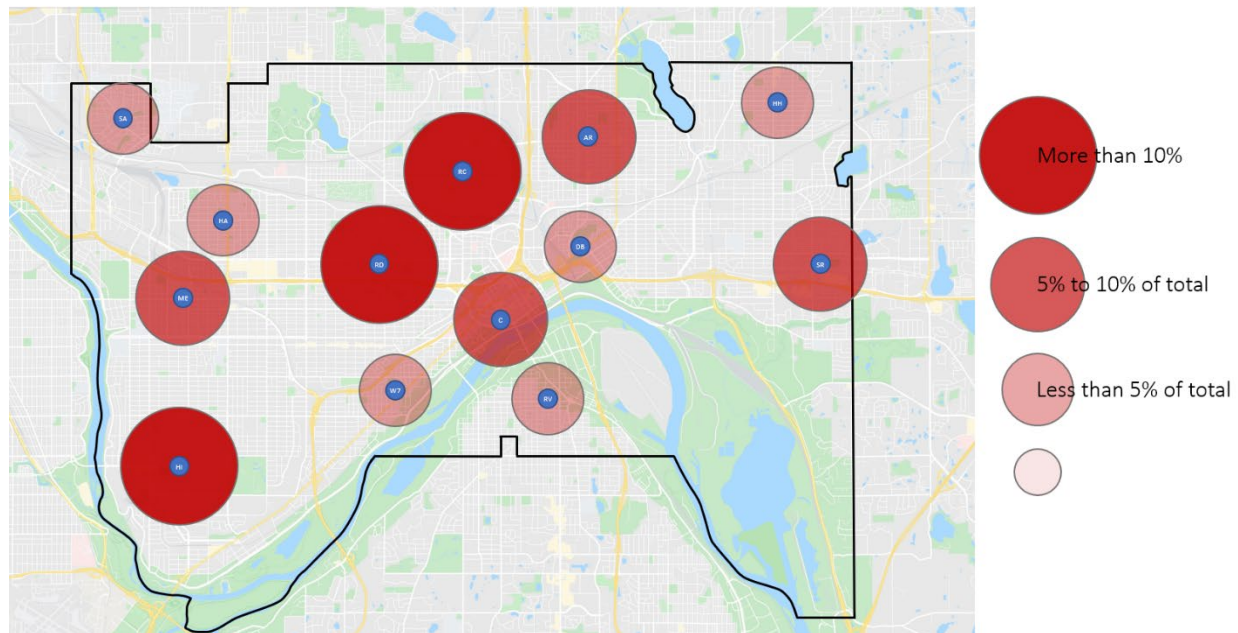 SA
HH
AR
More than 10%
RC
HA
DB
RO
SR
5% to 10% of total
ME
C
W7
RV
Less than 5% of total
HI